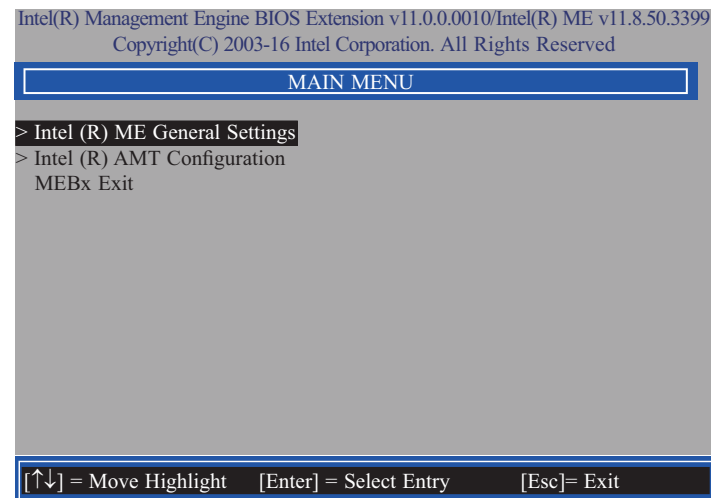 Intel(R) Management Engine BIOS Extension v11.0.0.0010/Intel(R) ME v11.8.50.3399
Copyright(C) 2003-16 Intel Corporation. All Rights Reserved
MAIN MENU
> Intel (R) ME General Settings
> Intel (R) AMT Configuration
MEBx Exit
[↑↓] = Move Highlight [Enter] = Select Entry [Esc]= Exit